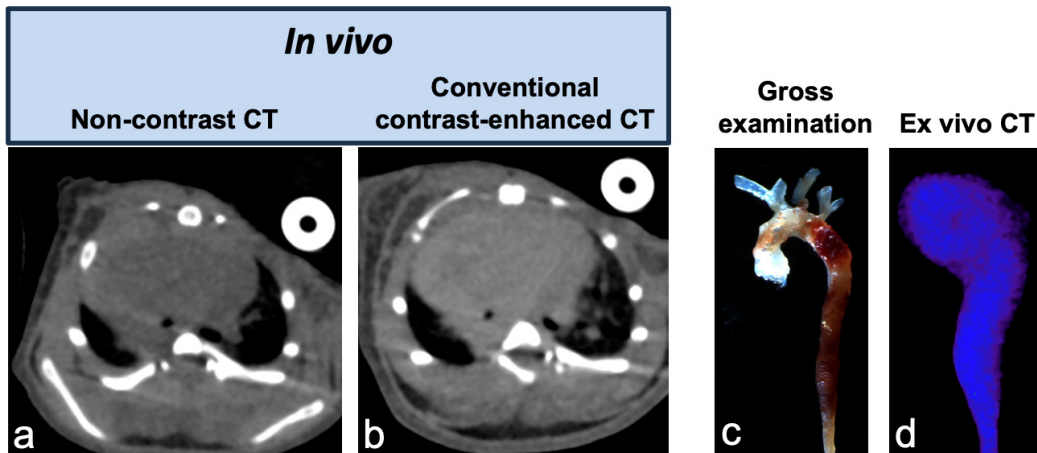 In vivo
Non-contrast CT
Conventional
contrast-enhanced CT
Gross
examination
Ex vivo CT
a
b
c
d